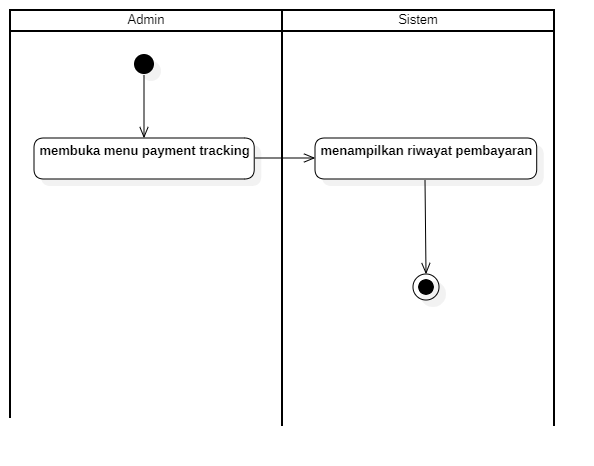 Admin
Sistem
membuka menu payment tracking
menampilkan riwayat pembayaran